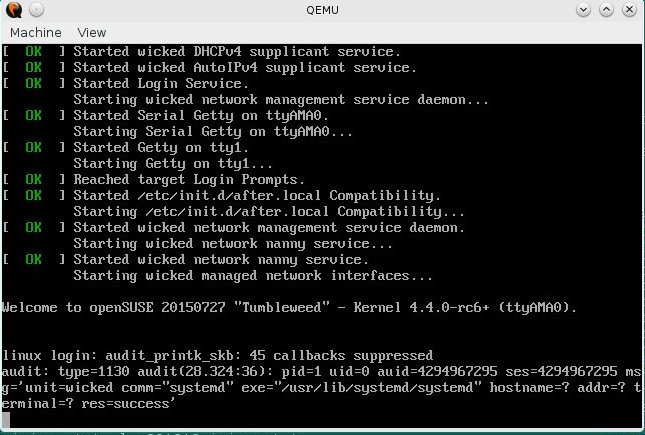 QEMU
Machine View
[ OK ] Started wicked DHCPv4 supplicant service.
[ OK ] Started wicked AutoIPv4 supplicant service.
[ OK ] Started Login Service.
Starting wicked network management service daemon...
[ OK ] Started Serial Getty on ttyAMA0.
Starting Serial Getty on ttyAMA0...
[ OK ] Started Getty on tty1.
Starting Getty on tty1...
[ OK ] Reached target Login Prompts.
[ OK ] Started /etc/init.d/after.local Compatibility.
Starting /etc/init.d/after.local Compatibility...
[ OK ] Started wicked network management service daemon.
Starting wicked network nanny service...
[ OK ] Started wicked network nanny service.
Starting wicked managed network interfaces...
Welcome to openSUSE 20150727 "Tumbleweed" - Kernel 4.4.0-rc6+ (ttyAMA0).
linux login: audit_printk_skb: 45 callbacks suppressed
audit: type=1130 audit(28.324:36): pid=1 uid=0 auid=4294967295 ses=4294967295 ms
g='unit=wicked comm="systemd" exe="/usr/lib/systemd/systemd" hostname=? addr=? t
erminal=? res=success'